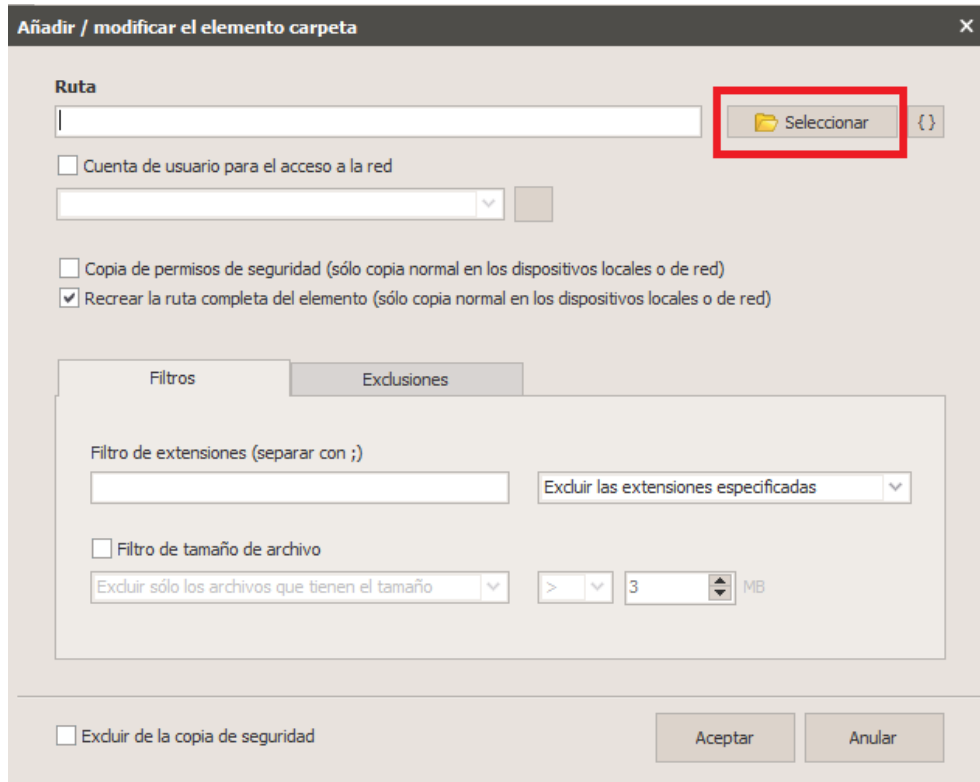 Añadir / modificar el elemento carpeta
Ruta
Seleccionar { }
Cuenta de usuario para el acceso a la red
Copia de permisos de seguridad (sólo copia normal en los dispositivos locales o de red)
Recrear la ruta completa del elemento (sólo copia normal en los dispositivos locales o de red)
Filtros Exclusiones
Filtro de extensiones (separar con ;)
Excluir las extensiones especificadas
Filtro de tamaño de archivo
Excluir sólo los archivos que tienen el tamaño > 3 MB
Excluir de la copia de seguridad Aceptar Anular